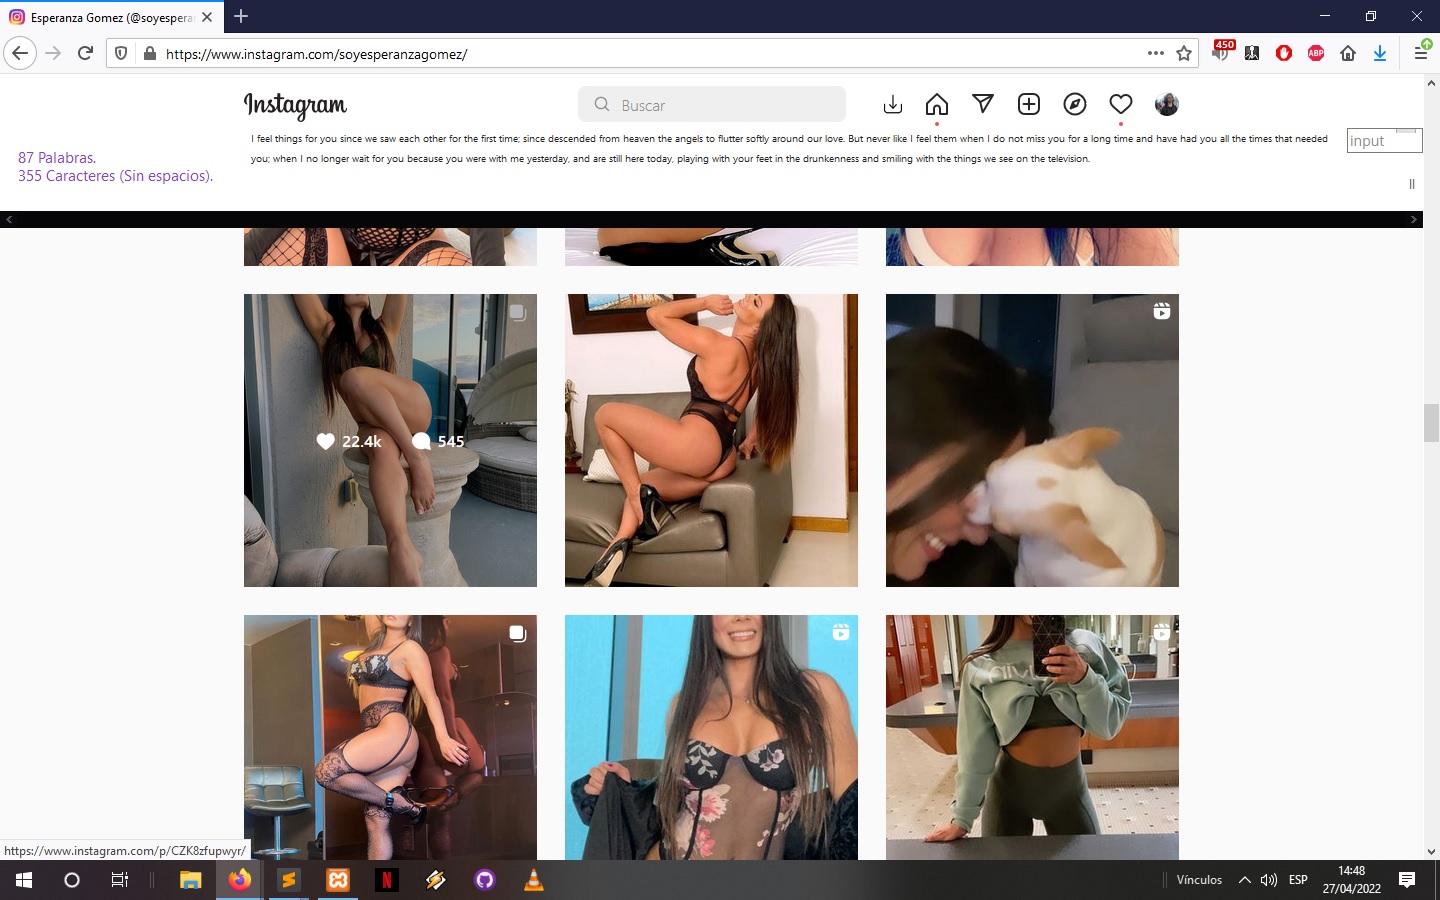 Esperanza Gomez (@soyespera
https://www.instagram.com/soyesperanzagomez/
450
ABP
Instagram
Buscar
I feel things for you since we saw each other for the first time; since descended from heaven the angels to flutter softly around our love. But never like I feel them when I do not miss you for a long time and have had you all the times that needed
you; when I no longer wait for you because you were with me yesterday, and are still here today, playing with your feet in the drunkenness and smiling with the things we see on the television.
87 Palabras.
355 Caracteres (Sin espacios).
input
22.4k
545
https://www.instagram.com/p/CZK8zfupwyr/
Vínculos
ESP
14:48
27/04/2022